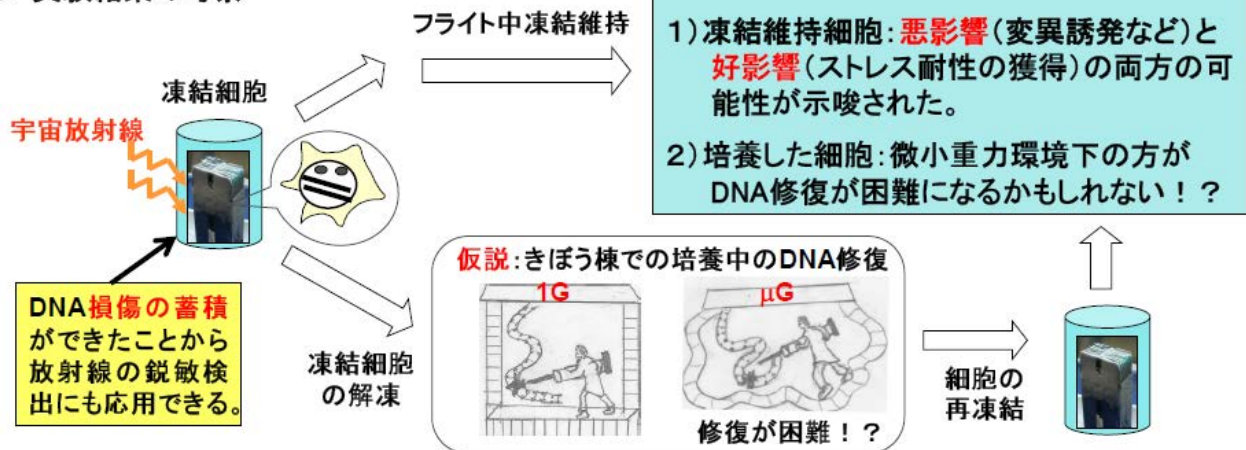 フライト中凍結維持
凍結細胞
宇宙放射線
1)凍結維持細胞:悪影響(変異誘発など)と
好影響(ストレス耐性の獲得)の両方の可
能性が示唆された。
2)培養した細胞:微小重力環境下の方が
DNA修復が困難になるかもしれない!?
DNA損傷の蓄積
ができたことから
放射線の鋭敏検
出にも応用できる。
凍結細胞
の解凍
仮説:きぼう棟での培養中のDNA修復
1G
μG
修復が困難!?
細胞の
再凍結